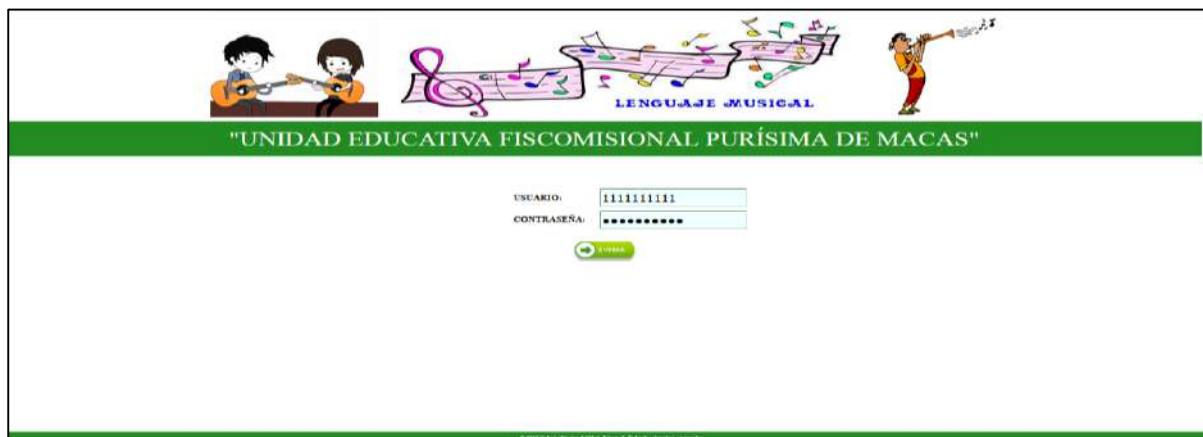 LENGUAJE MUSICAL
"UNIDAD EDUCATIVA FISCOMISIONAL PURÍSIMA DE MACAS"
USUARIO: 1111111111
CONTRASEÑA: ●●●●●●●●●●